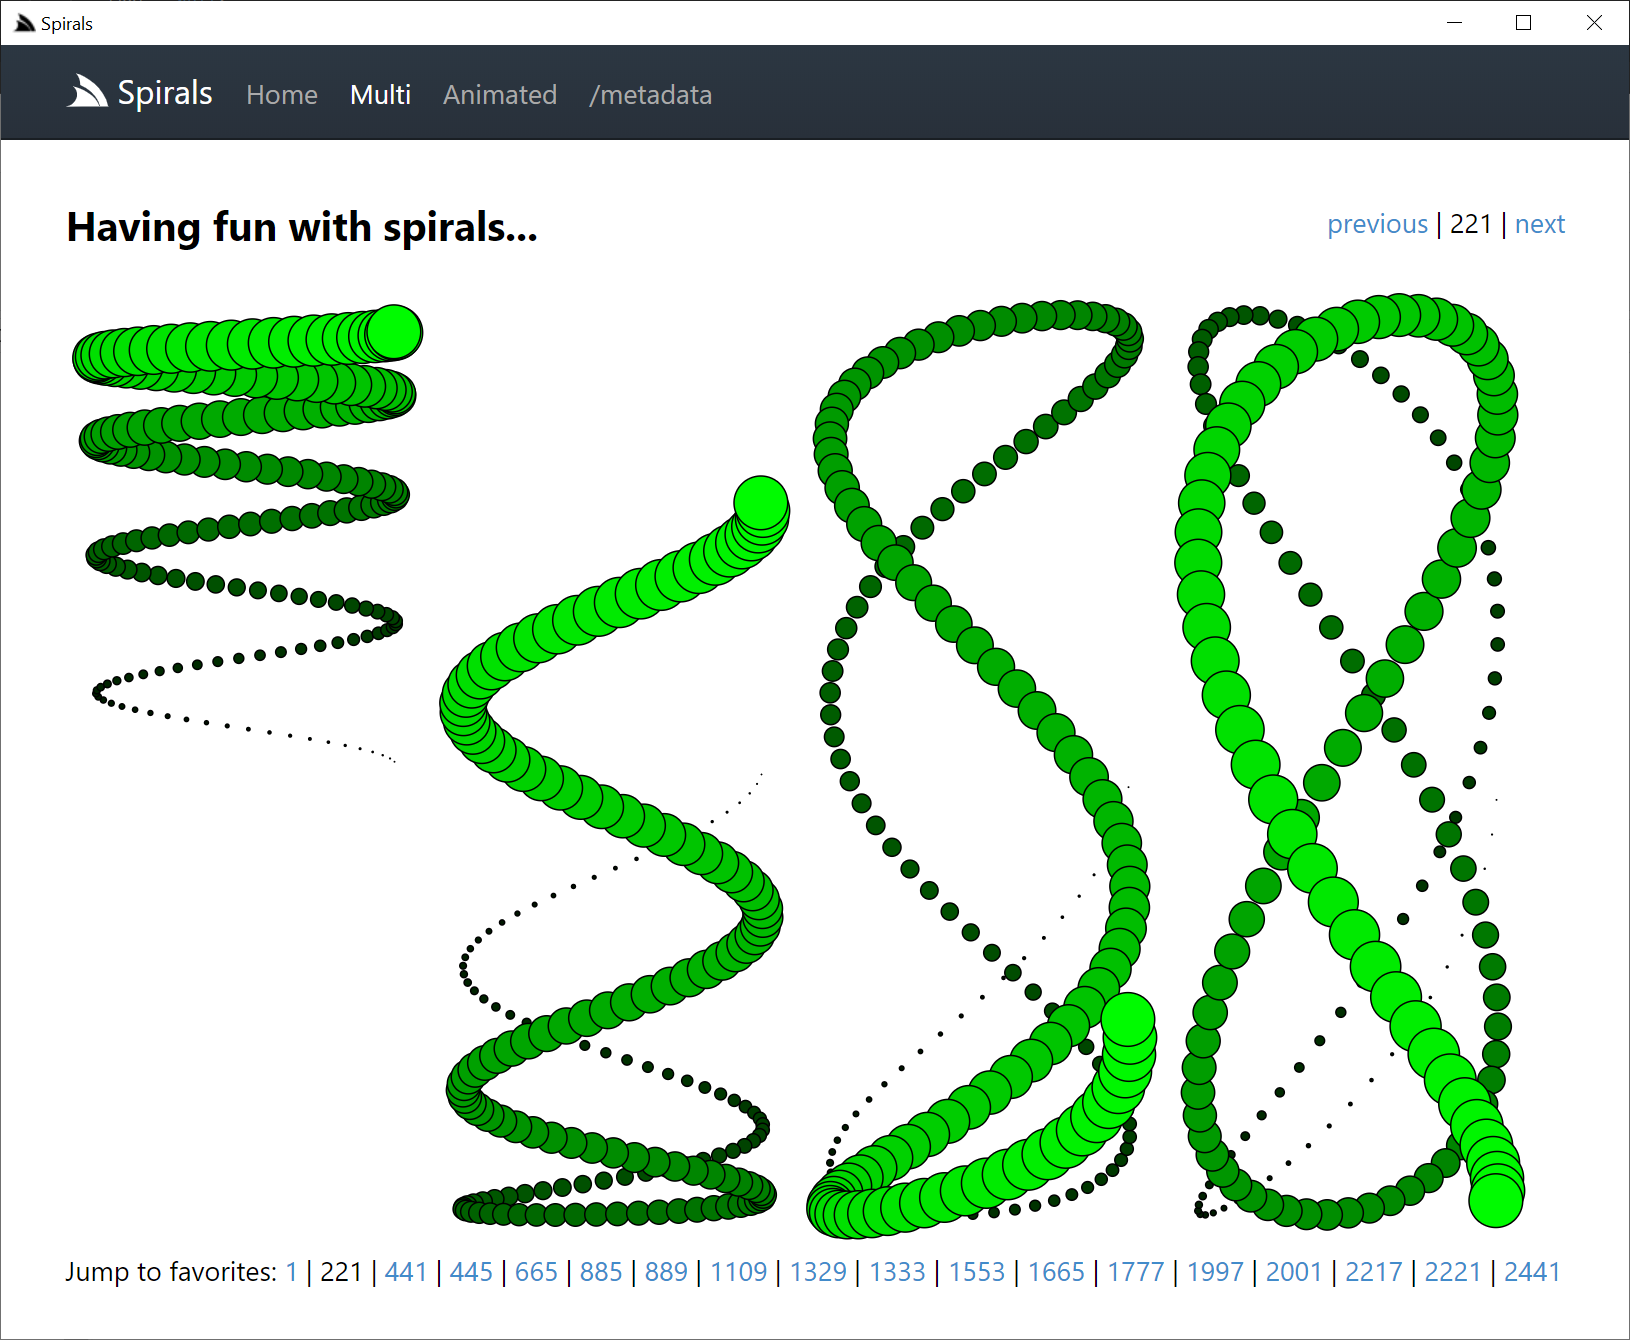 Spirals
Spirals Home Multi Animated /metadata
Having fun with spirals...
previous | 221 | next
Jump to favorites: 1 | 221 | 441 | 445 | 665 | 885 | 889 | 1109 | 1329 | 1333 | 1553 | 1665 | 1777 | 1997 | 2001 | 2217 | 2221 | 2441